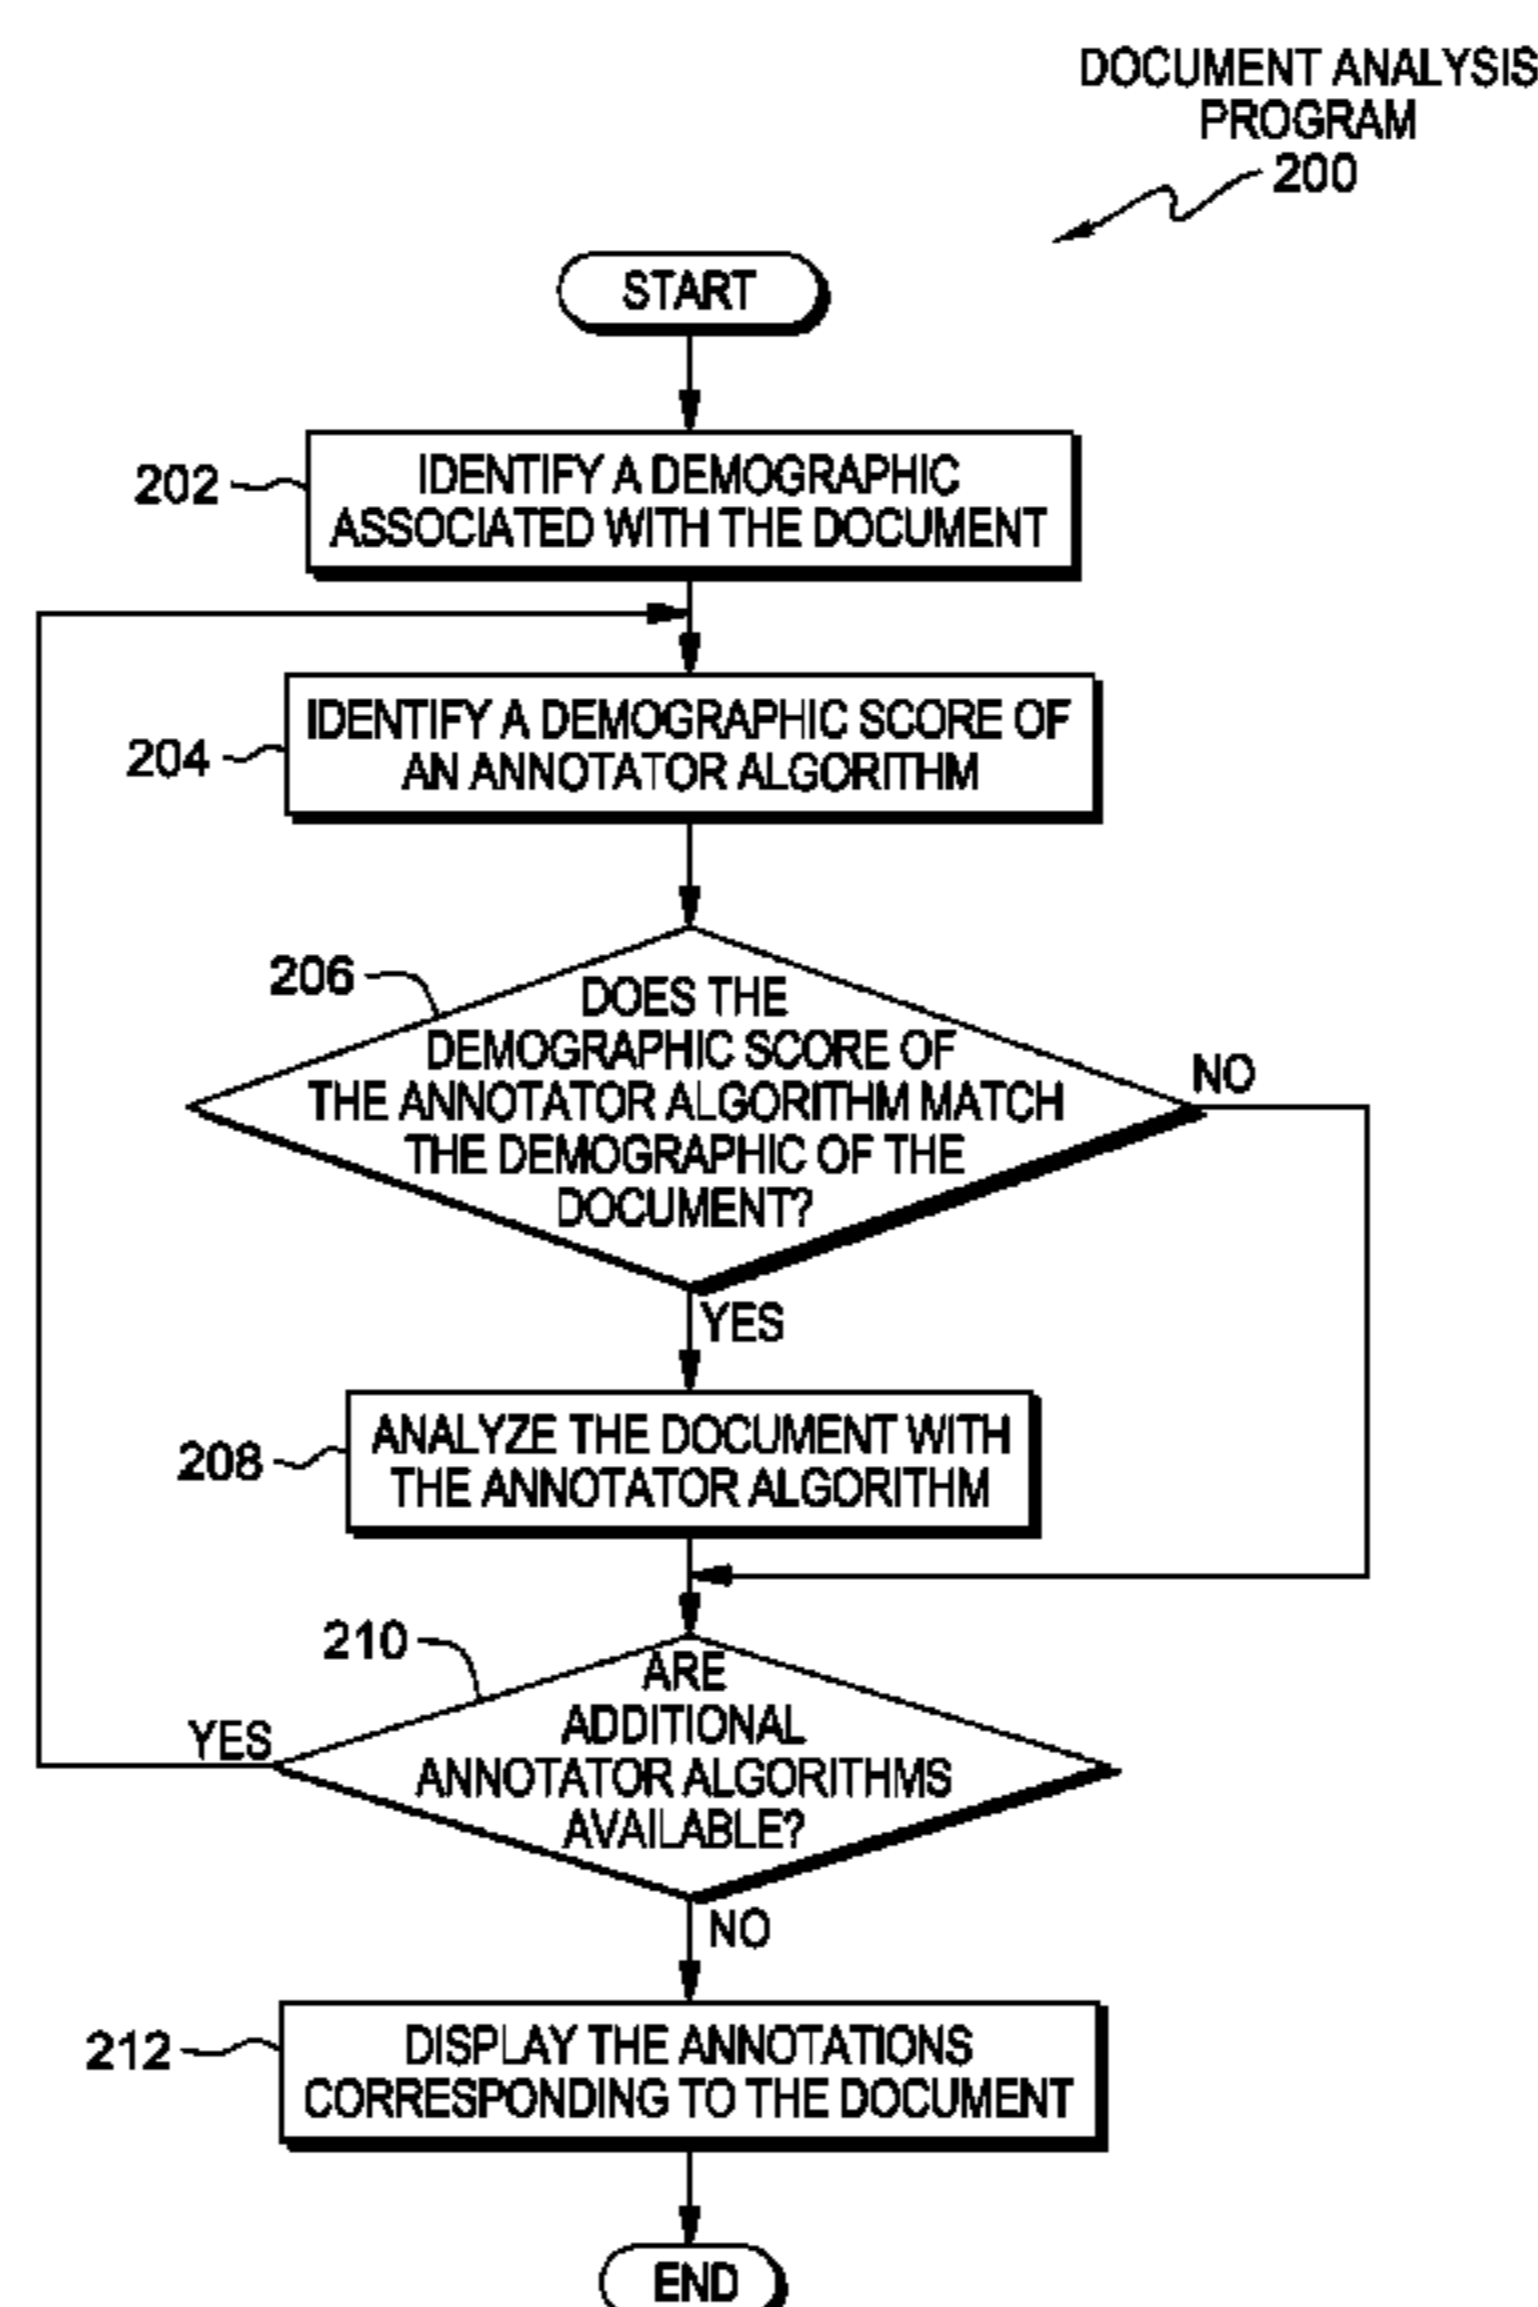 DOCUMENT ANALYSIS
PROGRAM
200
START
202
IDENTIFY A DEMOGRAPHIC
ASSOCIATED WITH THE DOCUMENT
204
IDENTIFY A DEMOGRAPHIC SCORE OF
AN ANNOTATOR ALGORITHM
206
DOES THE
DEMOGRAPHIC SCORE OF
THE ANNOTATOR ALGORITHM MATCH
THE DEMOGRAPHIC OF THE
DOCUMENT?
NO
YES
208
ANALYZE THE DOCUMENT WITH
THE ANNOTATOR ALGORITHM
210
ARE
ADDITIONAL
ANNOTATOR ALGORITHMS
AVAILABLE?
YES
NO
212
DISPLAY THE ANNOTATIONS
CORRESPONDING TO THE DOCUMENT
END